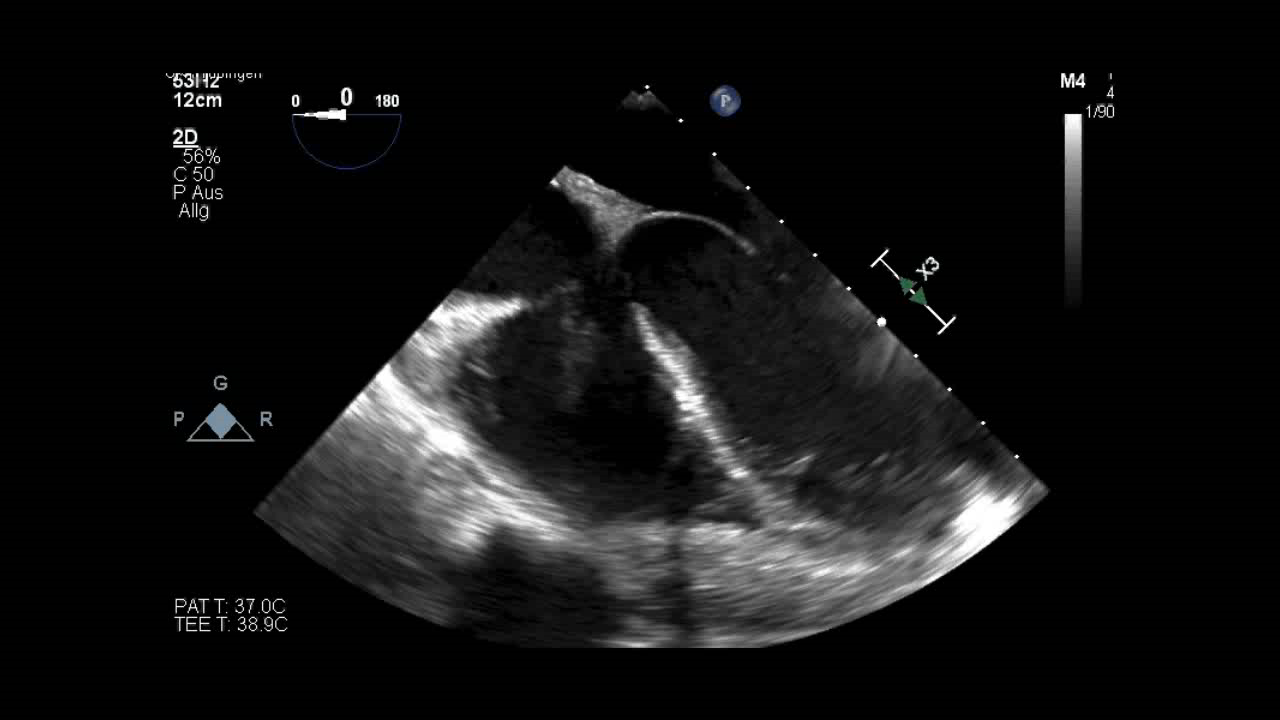 53Hz
12cm
2D
56%
C 50
P Aus
Allg
0 0 180
P
M4
4
1/90
X3
G
P R
PAT T: 37.0C
TEE T: 38.9C